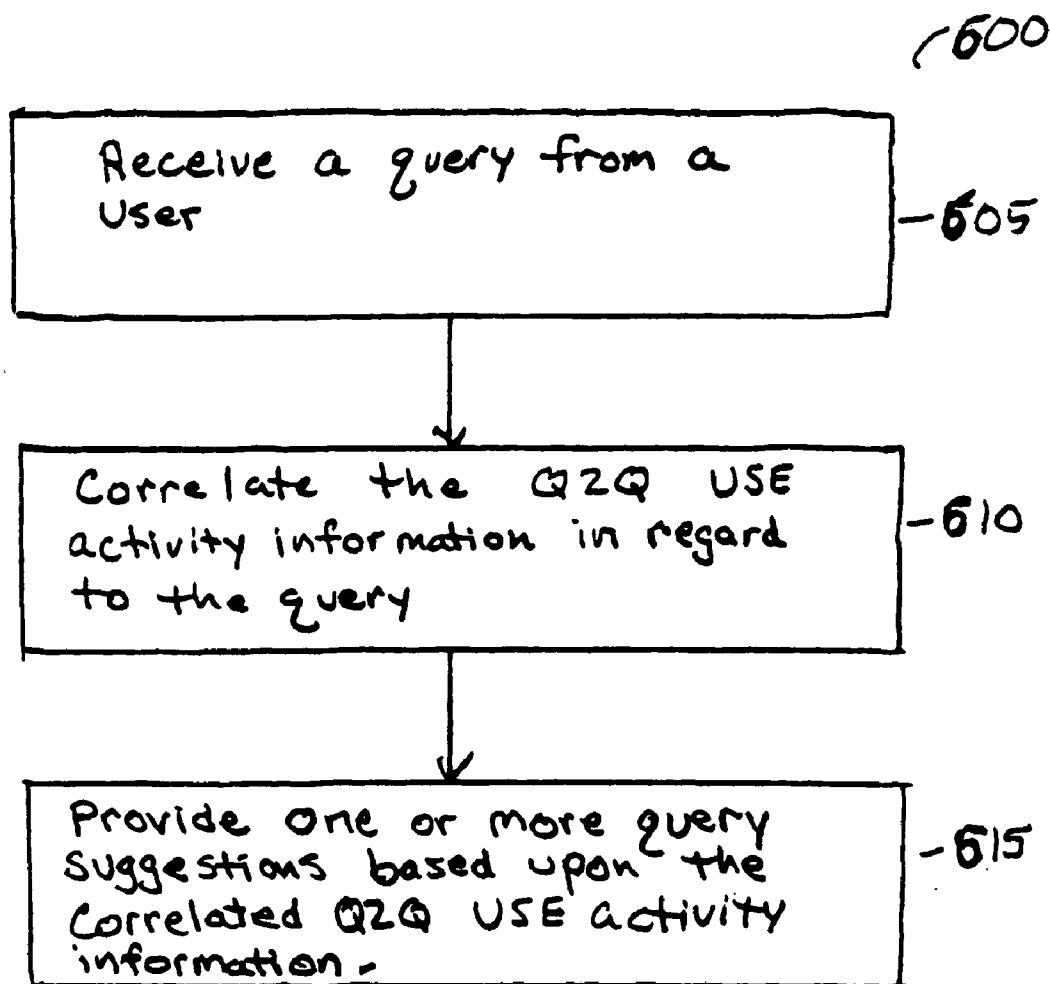 600
Receive a query from a
user
605
Correlate the Q2Q USE
activity information in regard
to the query
610
Provide one or more query
suggestions based upon the
correlated Q2Q USE activity
information.
615